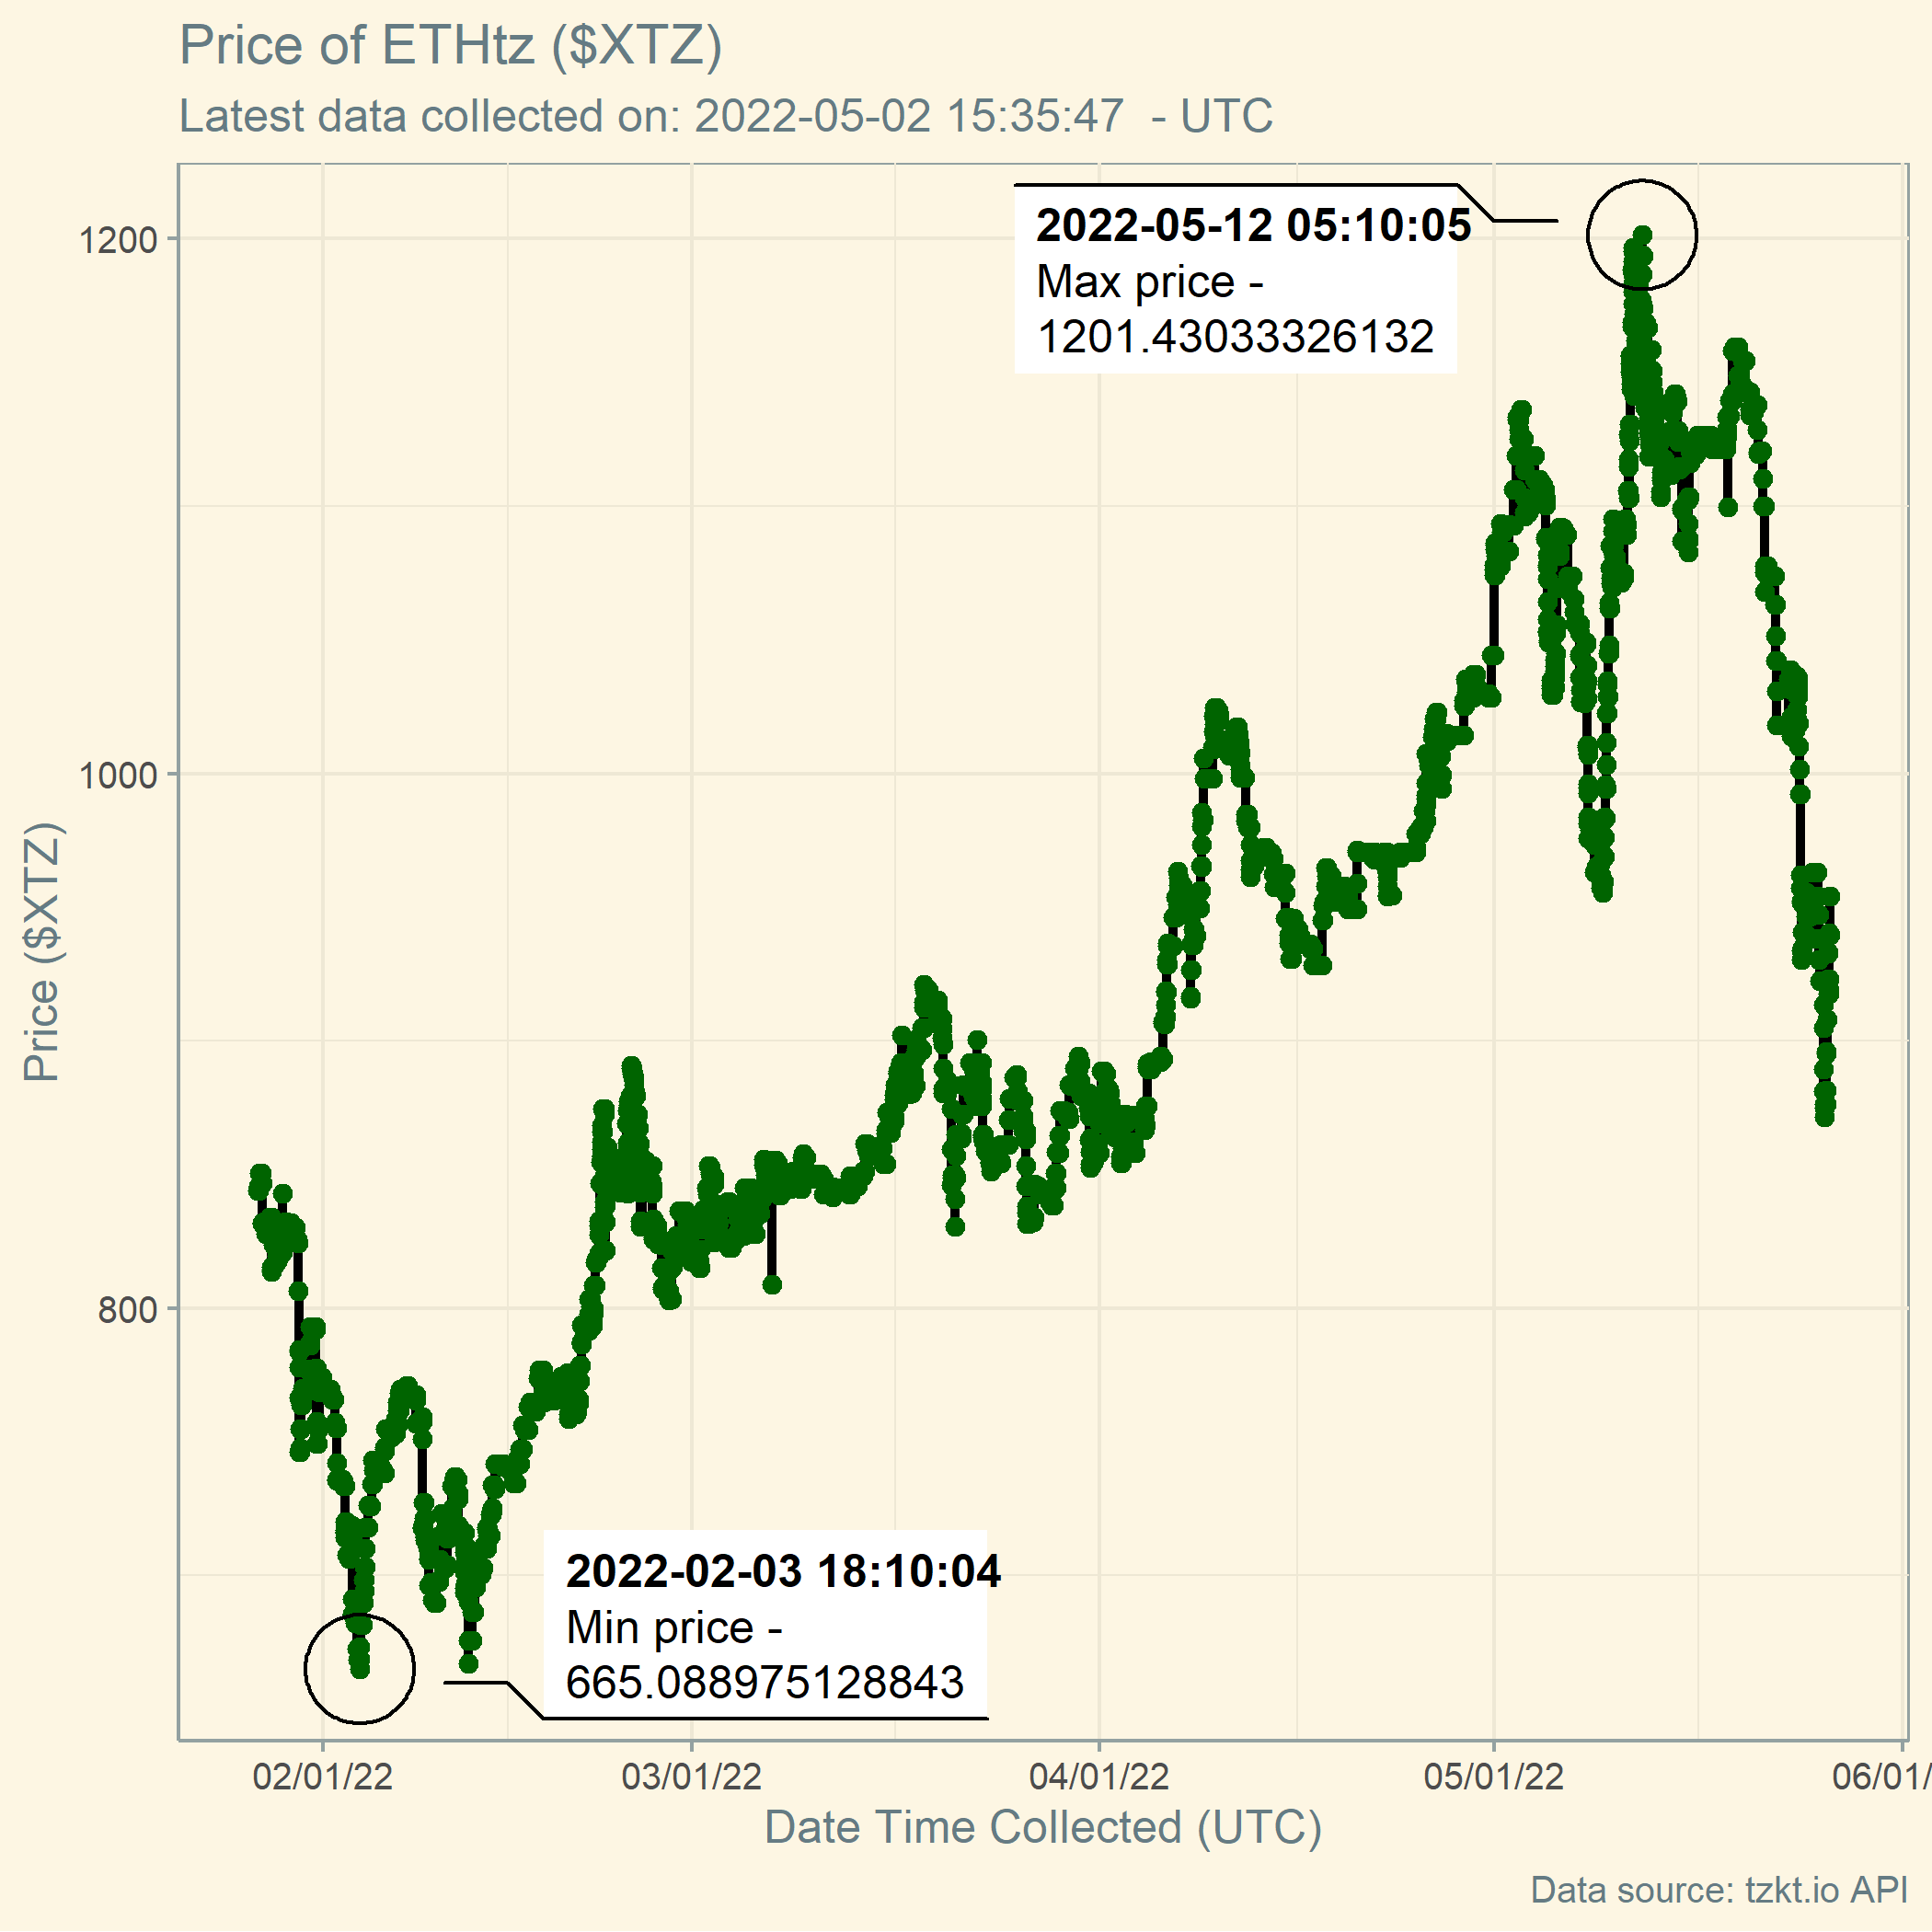 Price of ETHtz ($XTZ)
Latest data collected on: 2022-05-02 15:35:47  - UTC
1200
1000
800
Price ($XTZ)
2022-05-12 05:10:05
Max price -
1201.43033326132
2022-02-03 18:10:04
Min price -
665.088975128843
02/01/22
03/01/22
04/01/22
05/01/22
06/01/
Date Time Collected (UTC)
Data source: tzkt.io API